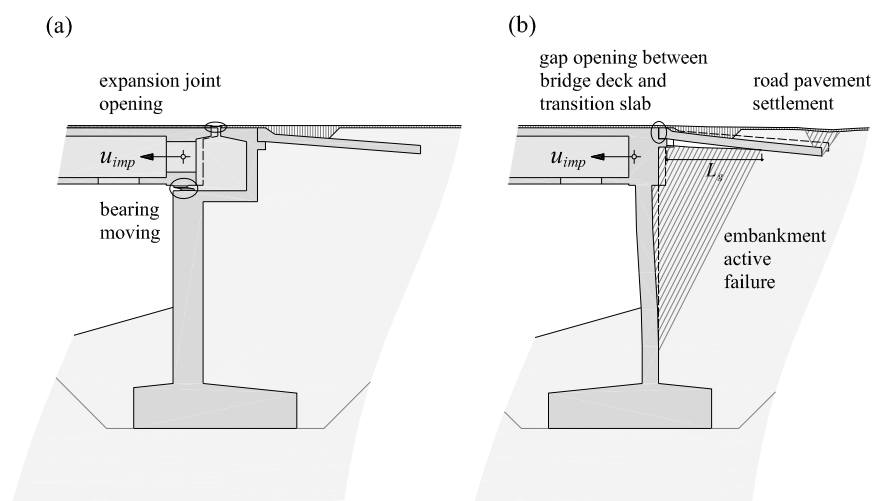 (a)
expansion joint
opening
u_imp
bearing
moving
(b)
gap opening between
bridge deck and
transition slab
road pavement
settlement
u_imp
L_g
embankment
active
failure